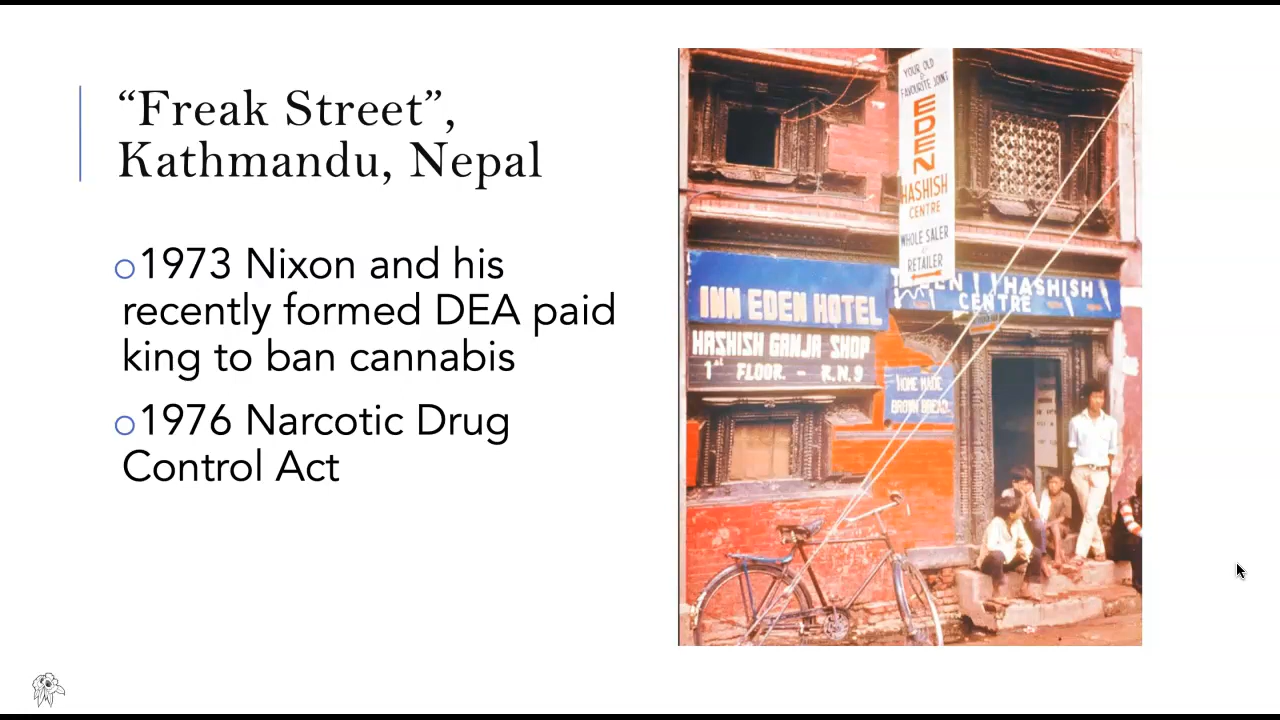 “Freak Street”,
Kathmandu, Nepal
1973 Nixon and his
recently formed DEA paid
king to ban cannabis
1976 Narcotic Drug
Control Act
YOUR OLD
FAVOURITE JOINT
EDEN
HASHISH
CENTRE
WHOLE SALER
RETAILER
INN EDEN HOTEL
HASHISH GANJA SHOP
1st FLOOR. - R.N.9
EDEN HASHISH
CENTRE
HOME MADE
BROWN BREAD